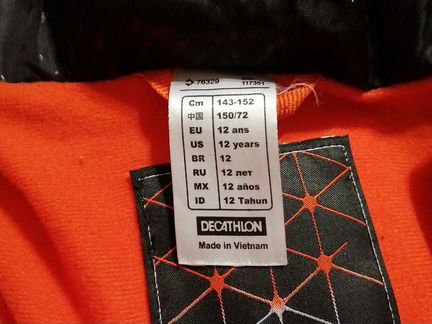 76329
117351
Cm 143-152
中国 150/72
EU 12 ans
US 12 years
BR 12
RU 12 лет
MX 12 años
ID 12 Tahun
DECATHLON
Made in Vietnam